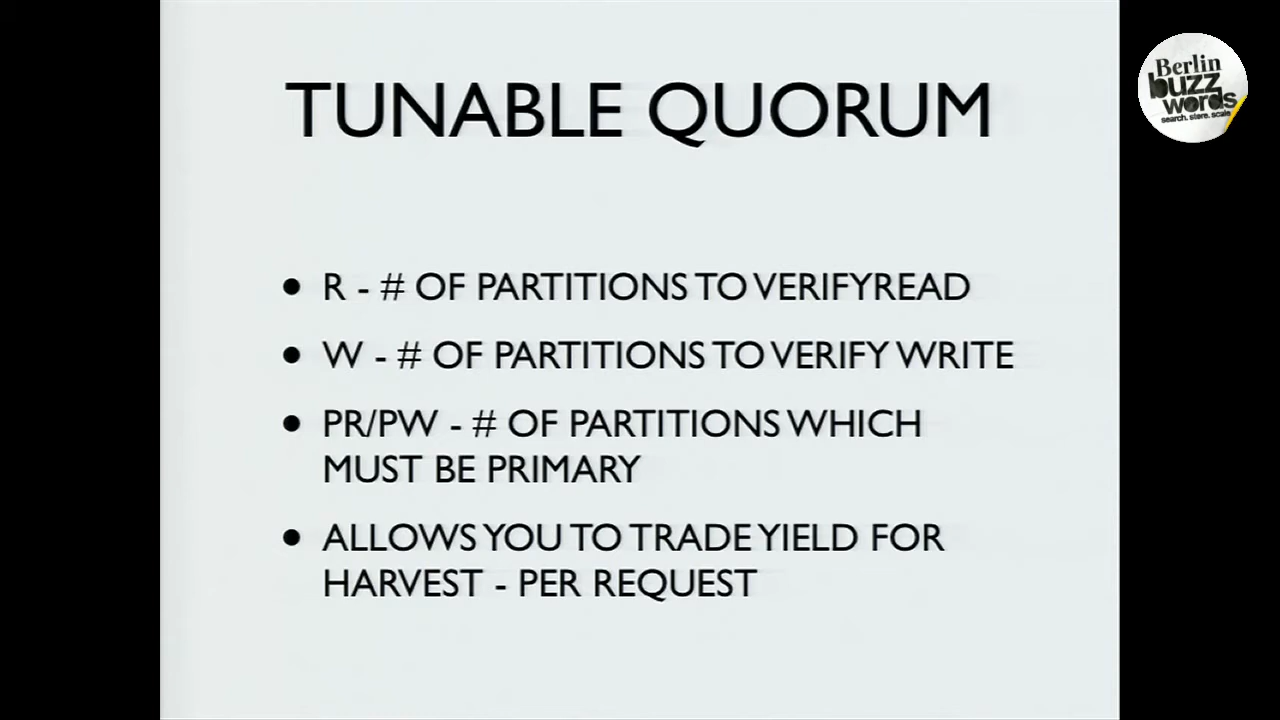 TUNABLE QUORUM
• R - # OF PARTITIONS TO VERIFYREAD
• W - # OF PARTITIONS TO VERIFY WRITE
• PR/PW - # OF PARTITIONS WHICH
MUST BE PRIMARY
• ALLOWS YOU TO TRADE YIELD FOR
HARVEST - PER REQUEST
Berlin
buzz
words
search. store. scale